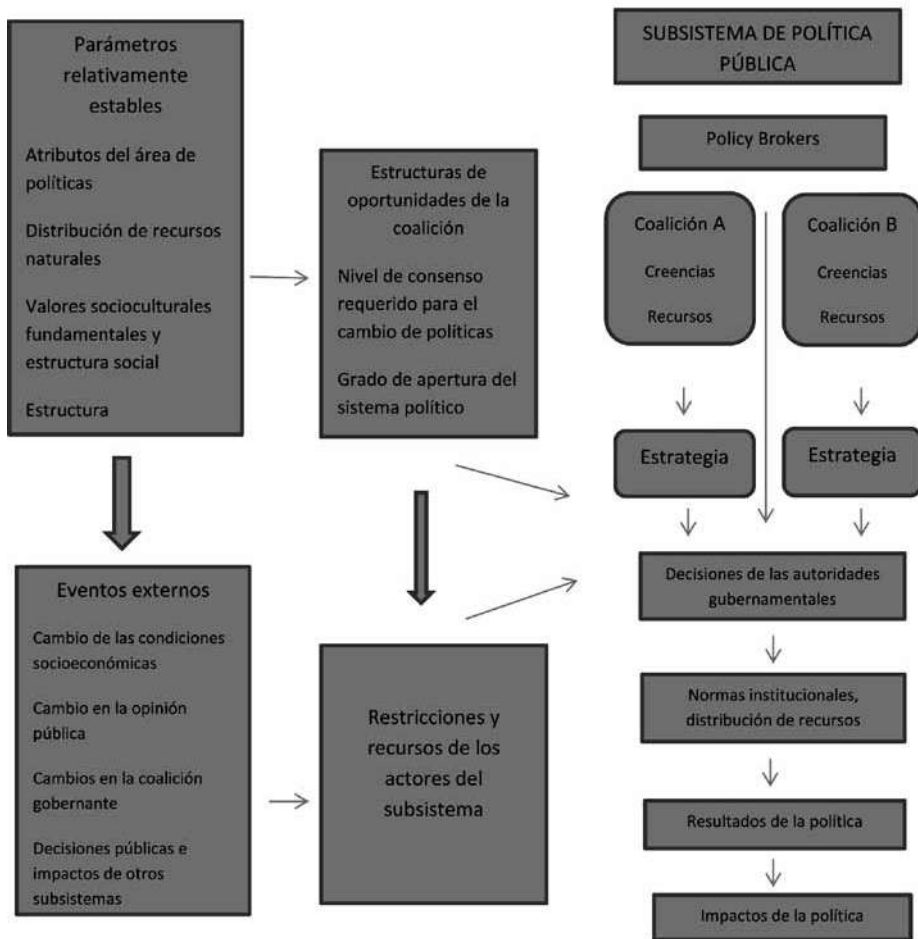 Parámetros
relativamente
estables
Atributos del área de
políticas
Distribución de recursos
naturales
Valores socioculturales
fundamentales y
estructura social
Estructura
Eventos externos
Cambio de las condiciones
socioeconómicas
Cambio en la opinión
pública
Cambios en la coalición
gobernante
Decisiones públicas e
impactos de otros
subsistemas
Estructuras de
oportunidades de la
coalición
Nivel de consenso
requerido para el
cambio de políticas
Grado de apertura del
sistema político
Restricciones y
recursos de los
actores del
subsistema
SUBSISTEMA DE POLÍTICA
PÚBLICA
Policy Brokers
Coalición A
Creencias
Recursos
Coalición B
Creencias
Recursos
Estrategia
Estrategia
Decisiones de las autoridades
gubernamentales
Normas institucionales,
distribución de recursos
Resultados de la política
Impactos de la política